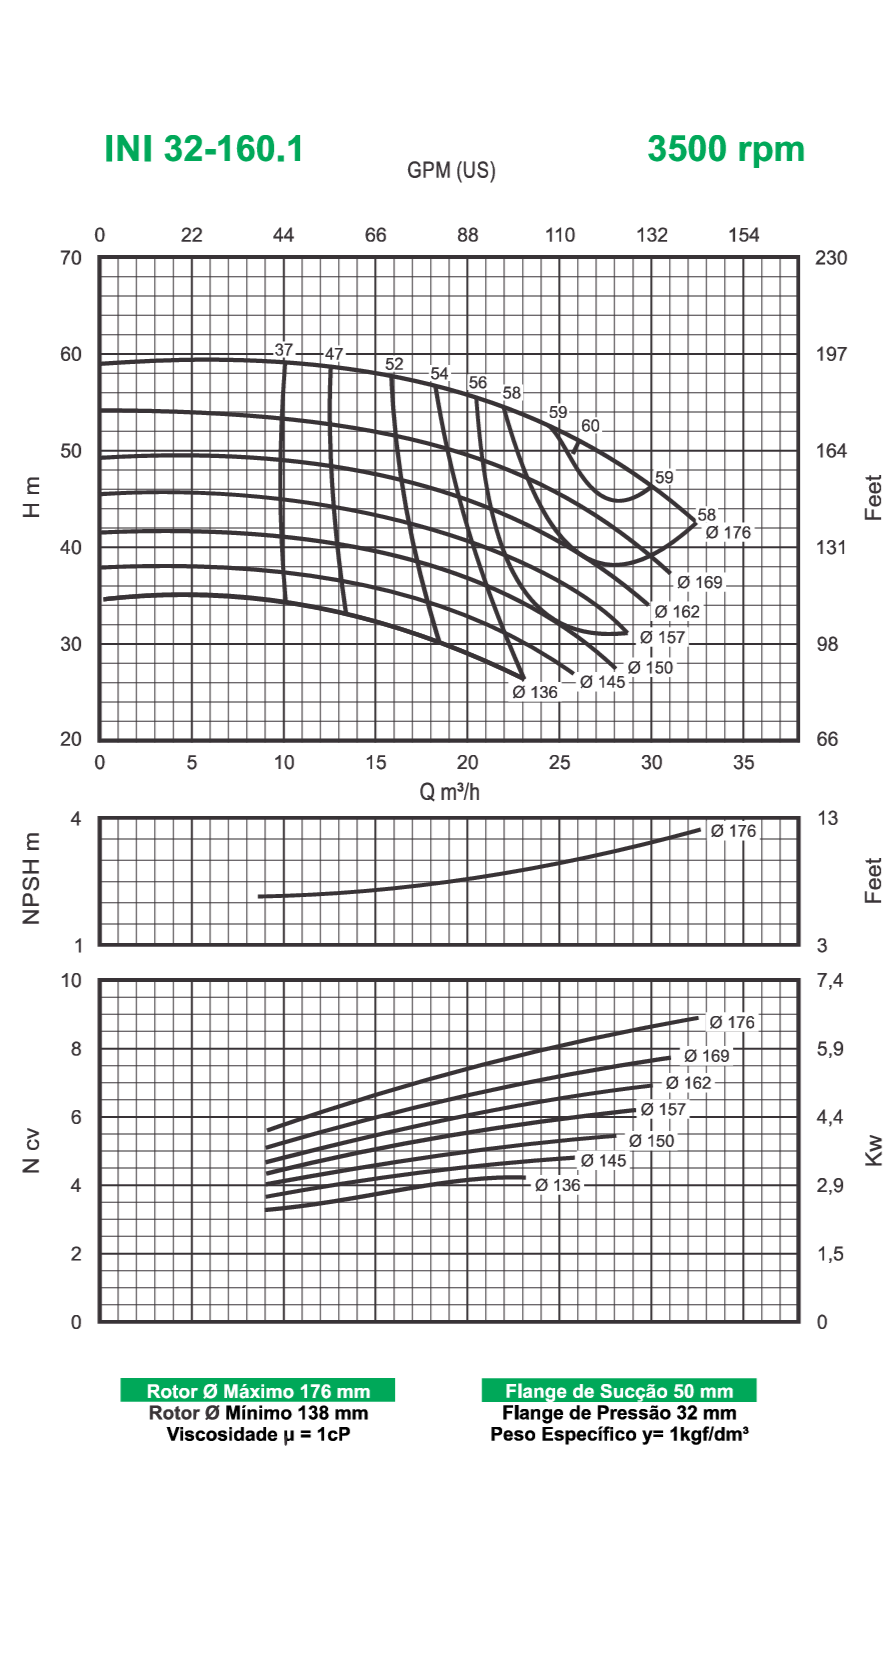 INI 32-160.1 3500 rpm
GPM (US)
0 22 44 66 88 110 132 154
70 230
60 197
50 164
40 131
30 98
20 66
H m
Feet
37 47 52 54 56 58 59 60 59 58
Ø 176
Ø 169
Ø 162
Ø 157
Ø 150
Ø 145
Ø 136
0 5 10 15 20 25 30 35
Q m³/h
4 13
NPSH m
Feet
Ø 176
1 3
10 7,4
8 5,9
6 4,4
4 2,9
2 1,5
0 0
N cv
Kw
Ø 176
Ø 169
Ø 162
Ø 157
Ø 150
Ø 145
Ø 136
Rotor Ø Máximo 176 mm
Rotor Ø Mínimo 138 mm
Viscosidade µ = 1cP
Flange de Sucção 50 mm
Flange de Pressão 32 mm
Peso Específico y= 1kgf/dm³